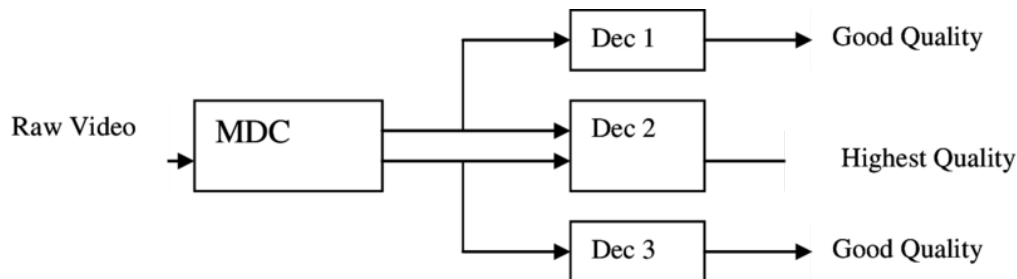 Raw Video
MDC
Dec 1
Good Quality
Dec 2
Highest Quality
Dec 3
Good Quality